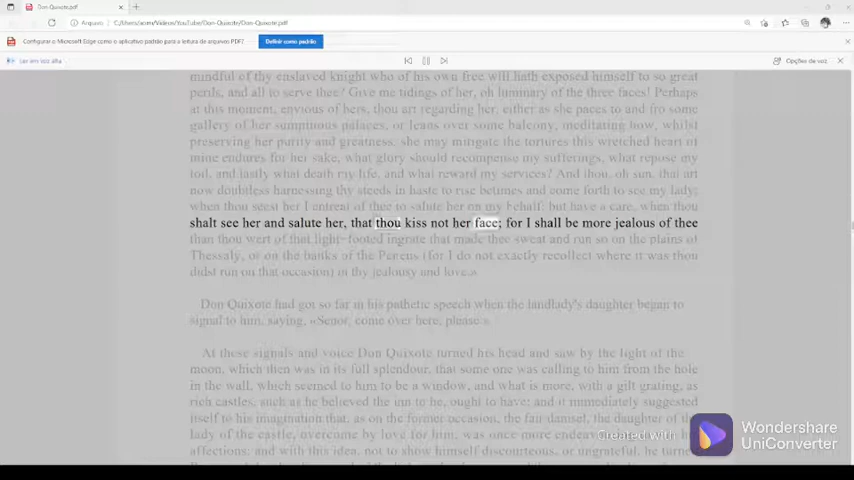 Don-Quixote.pdf
Arquivo
C:/Users/acern/Videos/YouTube/Don-Quixote/Don-Quixote.pdf
Configurar o Microsoft Edge como o aplicativo padrão para a leitura de arquivos PDF?
Definir como padrão
Ler em voz alta
Opções de voz
mindful of thy enslaved knight who of his own free will hath exposed himself to so great
perils, and all to serve thee? Give me tidings of her, oh luminary of the three faces! Perhaps
at this moment, envious of hers, thou art regarding her, either as she paces to and fro some
gallery of her sumptuous palaces, or leans over some balcony, meditating how, whilst
preserving her purity and greatness, she may mitigate the tortures this wretched heart of
mine endures for her sake, what glory should recompense my sufferings, what repose my
toil, and lastly what death my life, and what reward my services? And thou, oh sun, that art
now doubtless harnessing thy steeds in haste to rise betimes and come forth to see my lady;
when thou seest her I entreat of thee to salute her on my behalf: but have a care, when thou
shalt see her and salute her, that thou kiss not her face; for I shall be more jealous of thee
than thou wert of that light-footed ingrate that made thee sweat and run so on the plains of
Thessaly, or on the banks of the Peneus (for I do not exactly recollect where it was thou
didst run on that occasion) in thy jealousy and love.»
Don Quixote had got so far in his pathetic speech when the landlady's daughter began to
signal to him, saying, «Senor, come over here, please.»
At these signals and voice Don Quixote turned his head and saw by the light of the
moon, which then was in its full splendour, that some one was calling to him from the hole
in the wall, which seemed to him to be a window, and what is more, with a gilt grating, as
rich castles, such as he believed the inn to be, ought to have; and it immediately suggested
itself to his imagination that, as on the former occasion, the fair damsel, the daughter of the
lady of the castle, overcome by love for him, was once more
affections; and with this idea, not to show himself discourteous, or ungrateful, he turned
Created with
Wondershare
UniConverter